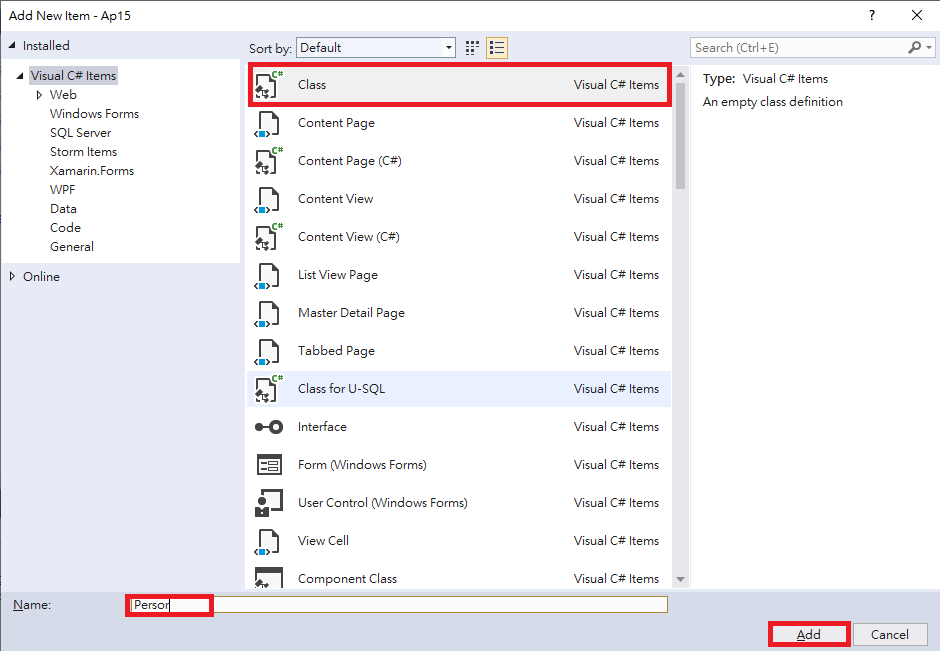 Add New Item - Ap15
?
Installed
Visual C# Items
Web
Windows Forms
SQL Server
Storm Items
Xamarin.Forms
WPF
Data
Code
General
Online
Sort by: Default
Search (Ctrl+E)
C# Class Visual C# Items
Content Page Visual C# Items
C# Content Page (C#) Visual C# Items
Content View Visual C# Items
C# Content View (C#) Visual C# Items
List View Page Visual C# Items
Master Detail Page Visual C# Items
Tabbed Page Visual C# Items
C# Class for U-SQL Visual C# Items
Interface Visual C# Items
Form (Windows Forms) Visual C# Items
User Control (Windows Forms) Visual C# Items
View Cell Visual C# Items
Component Class Visual C# Items
Type: Visual C# Items
An empty class definition
Name: Person
Add Cancel